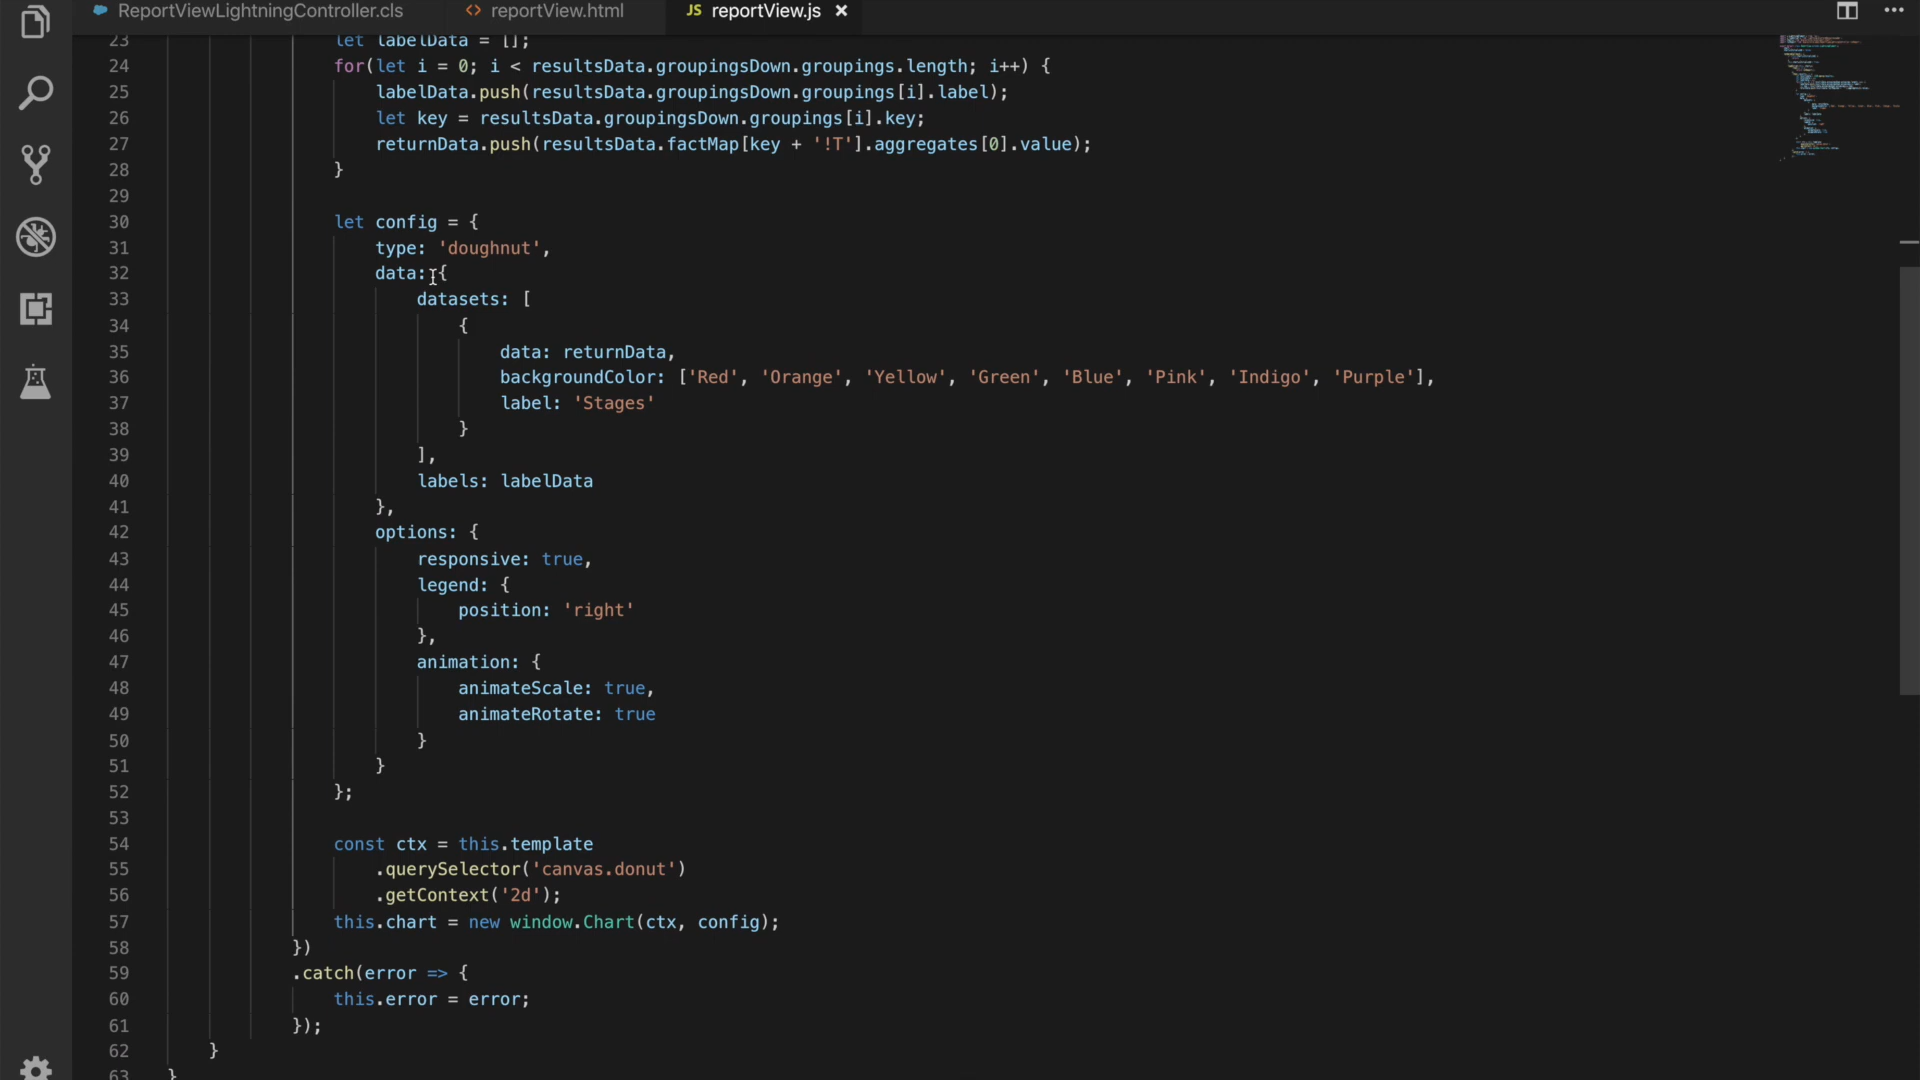 ReportViewLightningController.cls
reportView.html
JS reportView.js
23 let labelData = [];
24 for(let i = 0; i < resultsData.groupingsDown.groupings.length; i++) {
25 labelData.push(resultsData.groupingsDown.groupings[i].label);
26 let key = resultsData.groupingsDown.groupings[i].key;
27 returnData.push(resultsData.factMap[key + '!T'].aggregates[0].value);
28 }
29
30 let config = {
31 type: 'doughnut',
32 data: {
33 datasets: [
34 {
35 data: returnData,
36 backgroundColor: ['Red', 'Orange', 'Yellow', 'Green', 'Blue', 'Pink', 'Indigo', 'Purple'],
37 label: 'Stages'
38 }
39 ],
40 labels: labelData
41 },
42 options: {
43 responsive: true,
44 legend: {
45 position: 'right'
46 },
47 animation: {
48 animateScale: true,
49 animateRotate: true
50 }
51 }
52 };
53
54 const ctx = this.template
55 .querySelector('canvas.donut')
56 .getContext('2d');
57 this.chart = new window.Chart(ctx, config);
58 })
59 .catch(error => {
60 this.error = error;
61 });
62 }
63 }